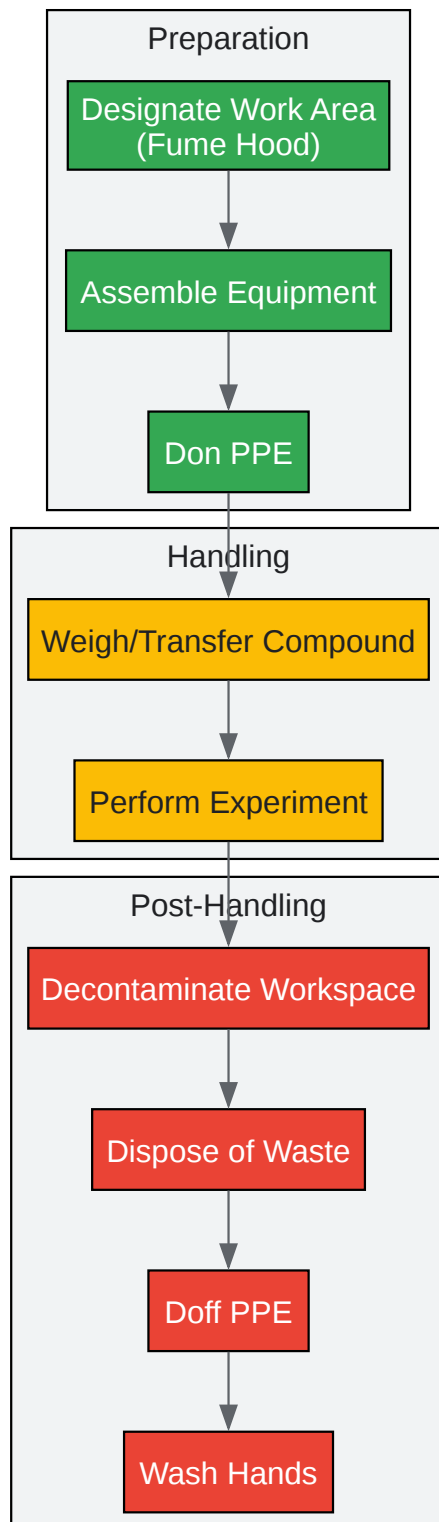 Preparation
Designate Work Area
(Fume Hood)
Assemble Equipment
Don PPE
Handling
Weigh/Transfer Compound
Perform Experiment
Post-Handling
Decontaminate Workspace
Dispose of Waste
Doff PPE
Wash Hands